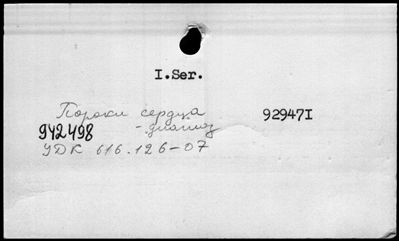 I.Ser.
Пороки сердца 929471
942498 -диагноз
УДК 616.126-07